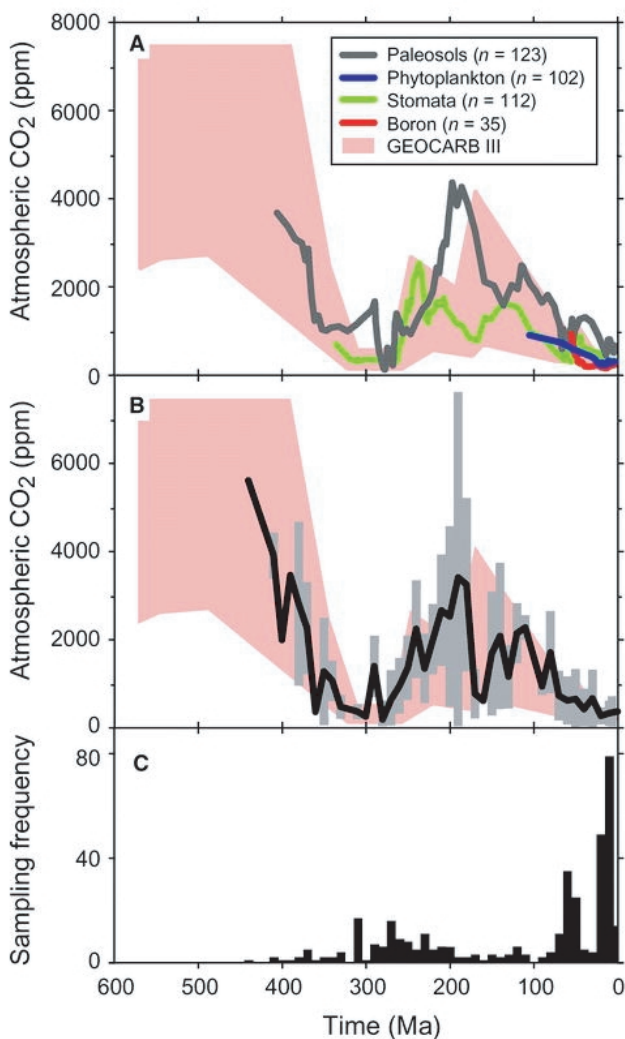 A
Paleosols (n = 123)
Phytoplankton (n = 102)
Stomata (n = 112)
Boron (n = 35)
GEOCARB III
Atmospheric CO₂ (ppm)
8000
6000
4000
2000
0
B
Atmospheric CO₂ (ppm)
6000
4000
2000
0
C
Sampling frequency
80
40
0
600 500 400 300 200 100 0
Time (Ma)